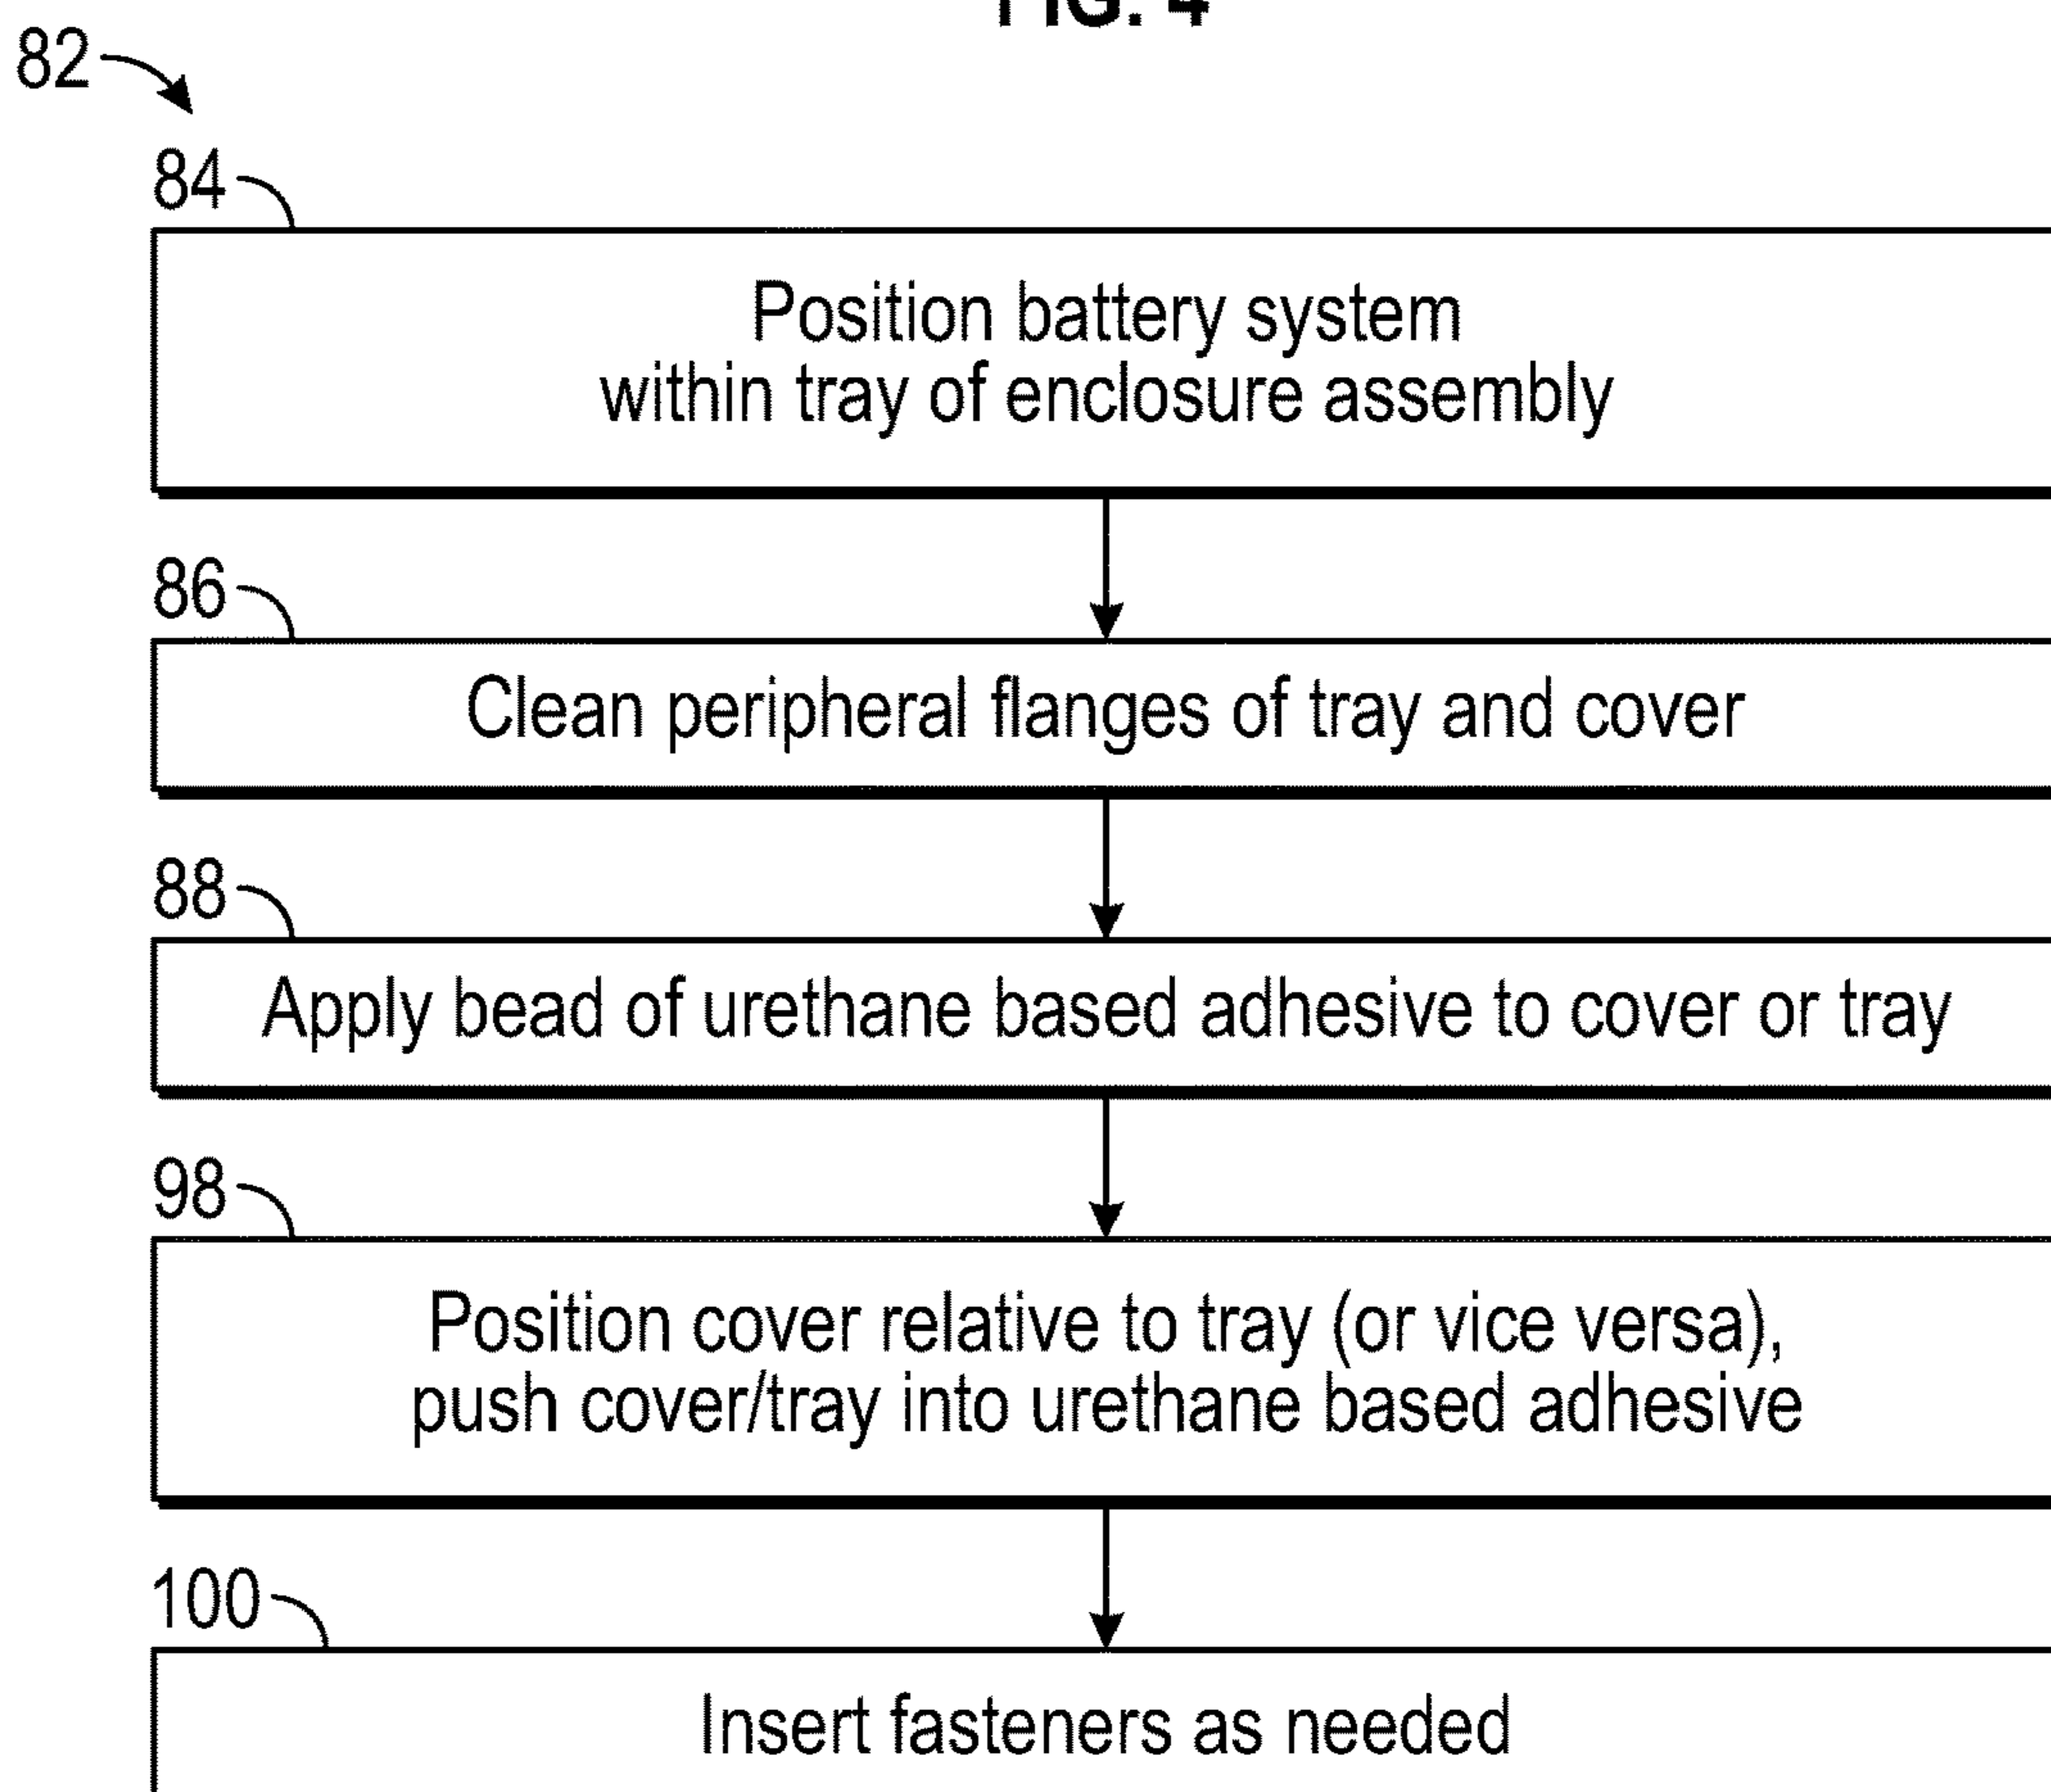 FIG. 4
82
84
Position battery system
within tray of enclosure assembly
86
Clean peripheral flanges of tray and cover
88
Apply bead of urethane based adhesive to cover or tray
98
Position cover relative to tray (or vice versa),
push cover/tray into urethane based adhesive
100
Insert fasteners as needed